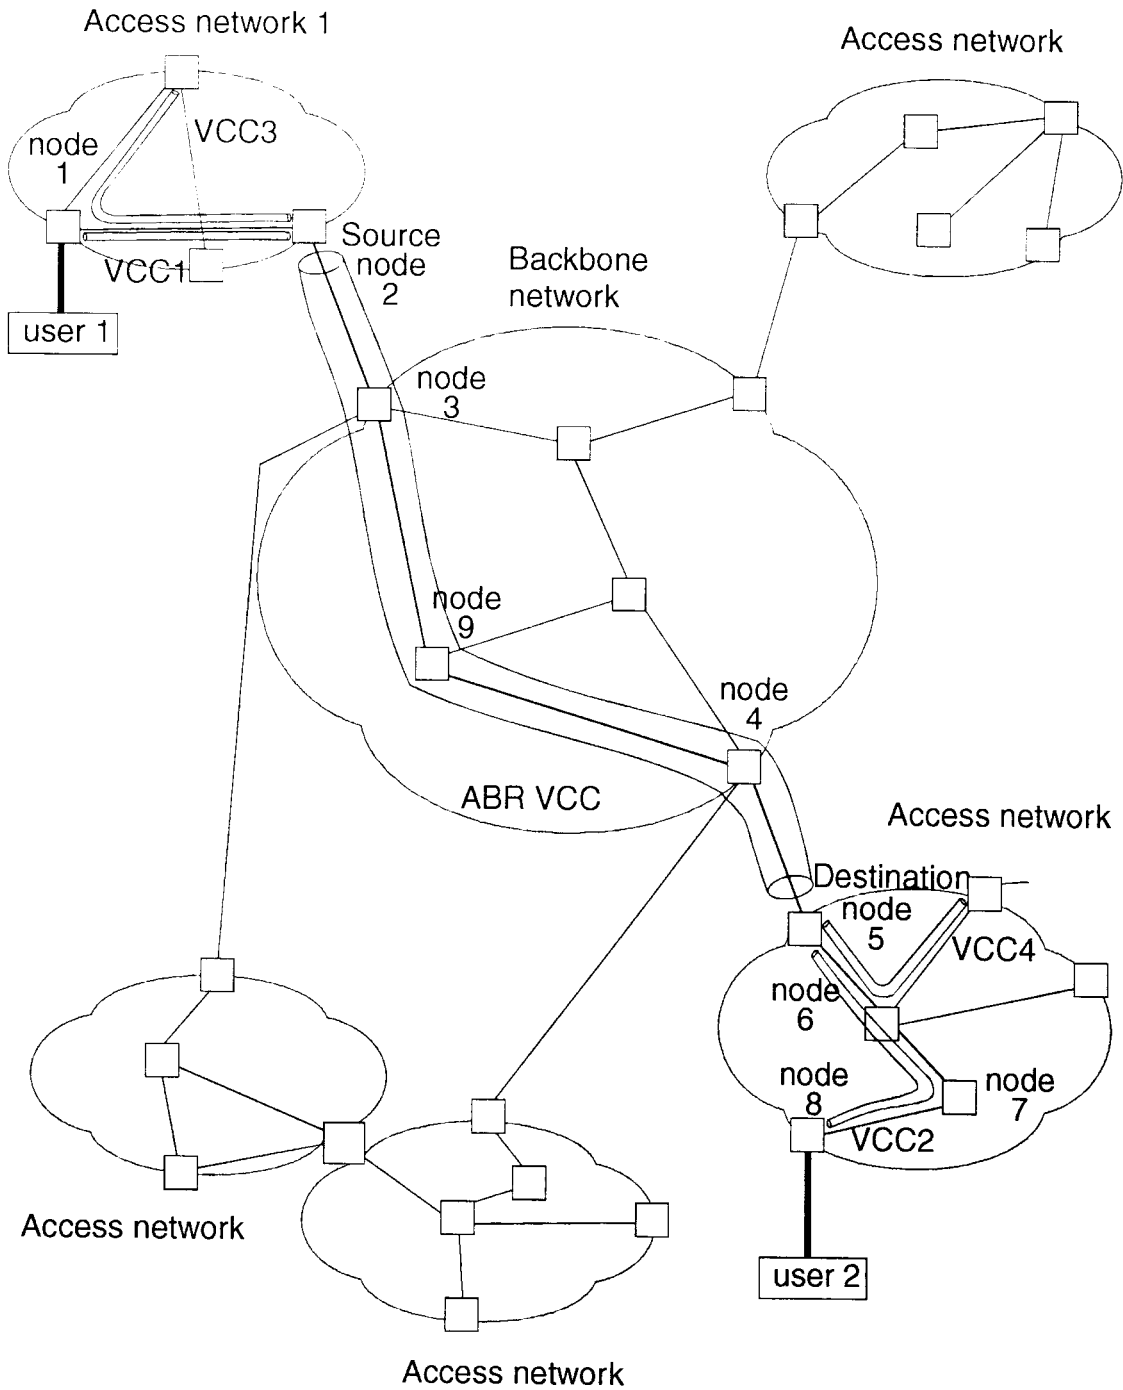 Access network 1
Access network
VCC3
node
1
Source
node
2
VCC1
user 1
Backbone
network
node
3
node
9
node
4
ABR VCC
Access network
Destination
node
5
VCC4
node
6
node
8
node
7
VCC2
Access network
user 2
Access network